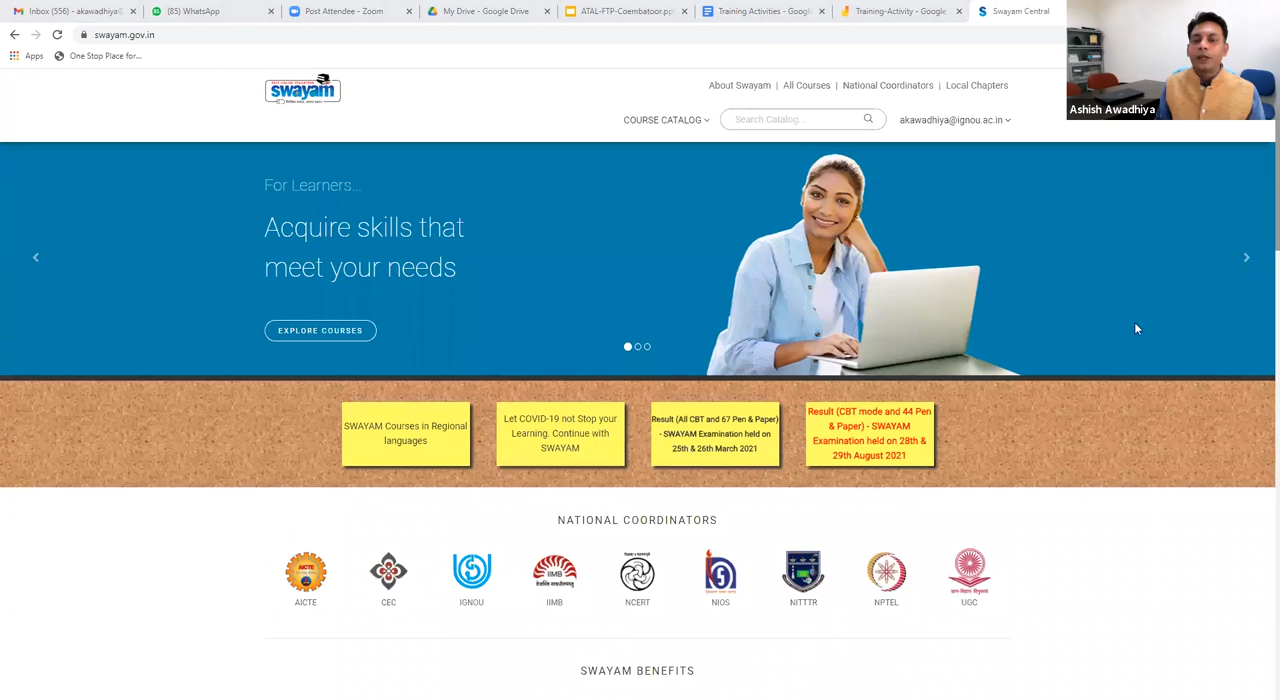 Inbox (556) - akawadhiya@
(85) WhatsApp
Post Attendee - Zoom
My Drive - Google Drive
ATAL-FTP-Coembatoor.pp
Training Activities - Googl
Training-Activity - Google
Swayam Central
swayam.gov.in
Apps
One Stop Place for...
swayam
About Swayam | All Courses | National Coordinators | Local Chapters
COURSE CATALOG
Search Catalog...
akawadhiya@ignou.ac.in
Ashish Awadhiya
For Learners...
Acquire skills that
meet your needs
EXPLORE COURSES
SWAYAM Courses in Regional
languages
Let COVID-19 not Stop your
Learning. Continue with
SWAYAM
Result (All CBT and 67 Pen & Paper)
- SWAYAM Examination held on
25th & 26th March 2021
Result (CBT mode and 44 Pen
& Paper) - SWAYAM
Examination held on 28th &
29th August 2021
NATIONAL COORDINATORS
AICTE
AICTE
CEC
IGNOU
IIMB
IIMB
NCERT
NIOS
NITTTR
NPTEL
UGC
SWAYAM BENEFITS